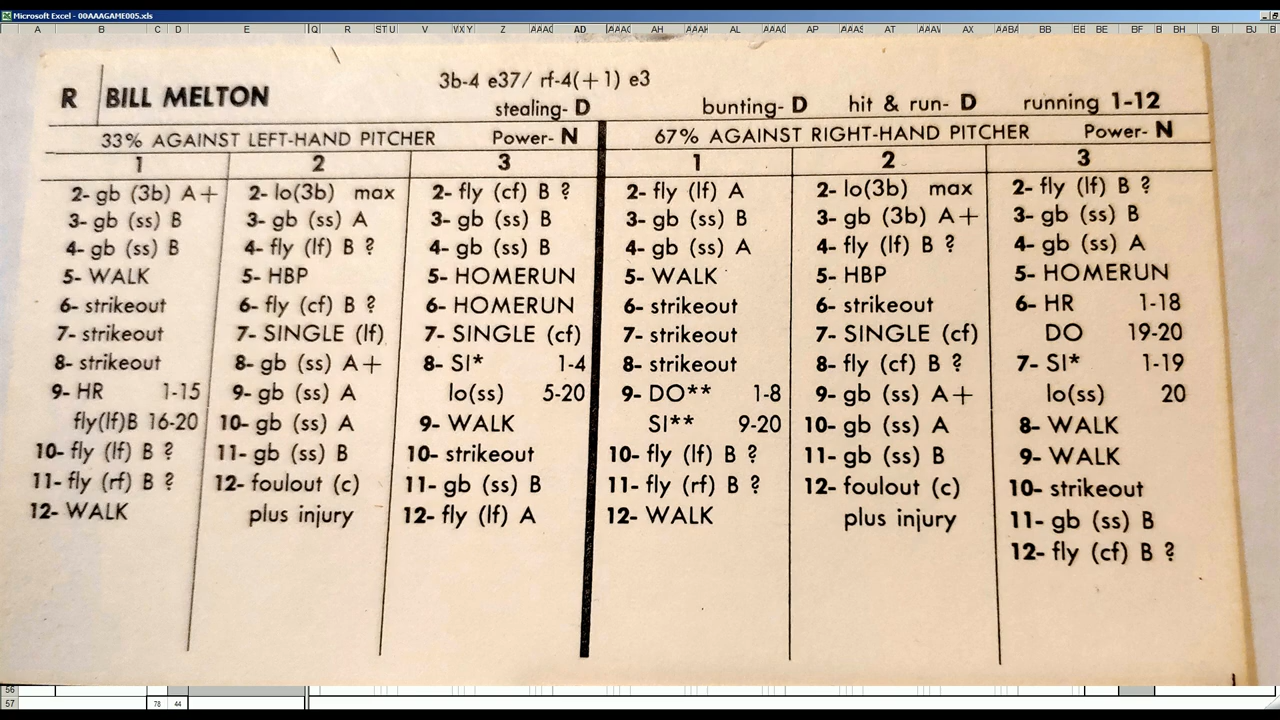 Microsoft Excel - 00AAAGAME005.xls
R BILL MELTON
3b-4 e37/ rf-4(+1) e3
stealing- D bunting- D hit & run- D running 1-12
33% AGAINST LEFT-HAND PITCHER Power- N
67% AGAINST RIGHT-HAND PITCHER Power- N
1
2- gb (3b) A+
3- gb (ss) B
4- gb (ss) B
5- WALK
6- strikeout
7- strikeout
8- strikeout
9- HR 1-15
fly(lf)B 16-20
10- fly (lf) B ?
11- fly (rf) B ?
12- WALK
2
2- lo(3b) max
3- gb (ss) A
4- fly (lf) B ?
5- HBP
6- fly (cf) B ?
7- SINGLE (lf)
8- gb (ss) A+
9- gb (ss) A
10- gb (ss) A
11- gb (ss) B
12- foulout (c)
plus injury
3
2- fly (cf) B ?
3- gb (ss) B
4- gb (ss) B
5- HOMERUN
6- HOMERUN
7- SINGLE (cf)
8- SI* 1-4
lo(ss) 5-20
9- WALK
10- strikeout
11- gb (ss) B
12- fly (lf) A
1
2- fly (lf) A
3- gb (ss) B
4- gb (ss) A
5- WALK
6- strikeout
7- strikeout
8- strikeout
9- DO** 1-8
SI** 9-20
10- fly (lf) B ?
11- fly (rf) B ?
12- WALK
2
2- lo(3b) max
3- gb (3b) A+
4- fly (lf) B ?
5- HBP
6- strikeout
7- SINGLE (cf)
8- fly (cf) B ?
9- gb (ss) A+
10- gb (ss) A
11- gb (ss) B
12- foulout (c)
plus injury
3
2- fly (lf) B ?
3- gb (ss) B
4- gb (ss) A
5- HOMERUN
6- HR 1-18
DO 19-20
7- SI* 1-19
lo(ss) 20
8- WALK
9- WALK
10- strikeout
11- gb (ss) B
12- fly (cf) B ?
56
57 78 44